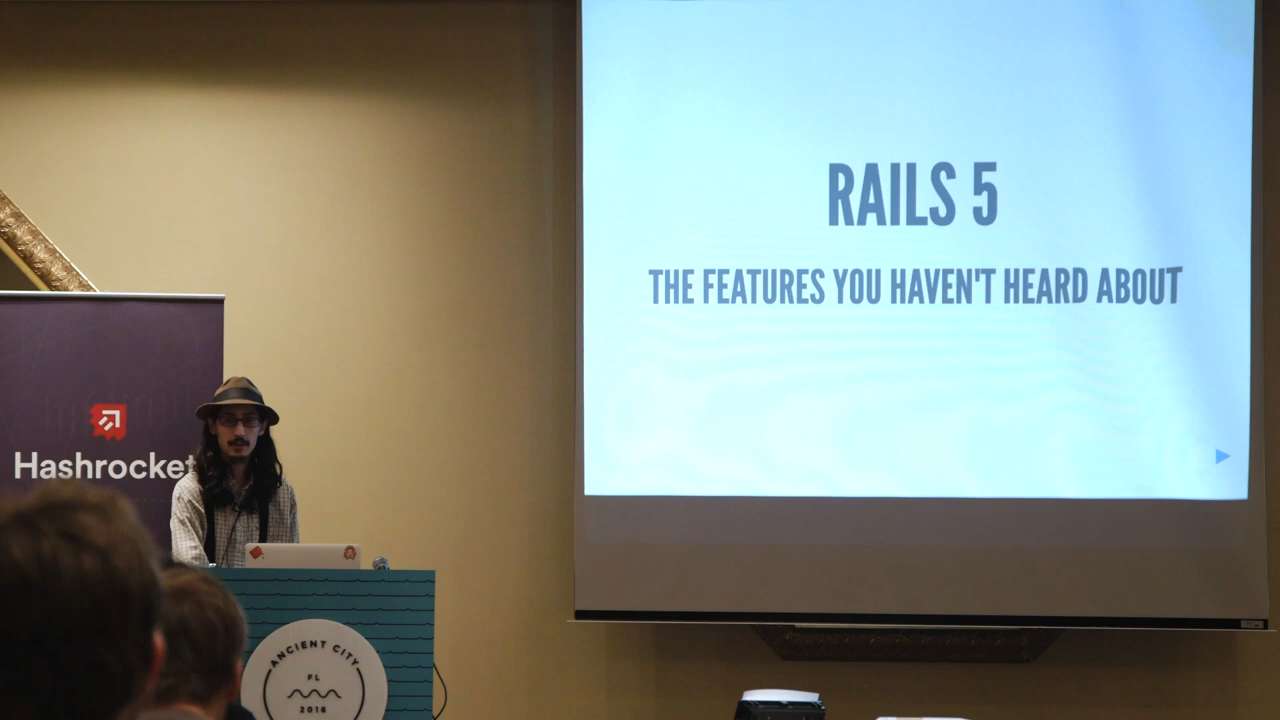 RAILS 5
THE FEATURES YOU HAVEN'T HEARD ABOUT
Hashrocket
ANCIENT CITY
FL
2016